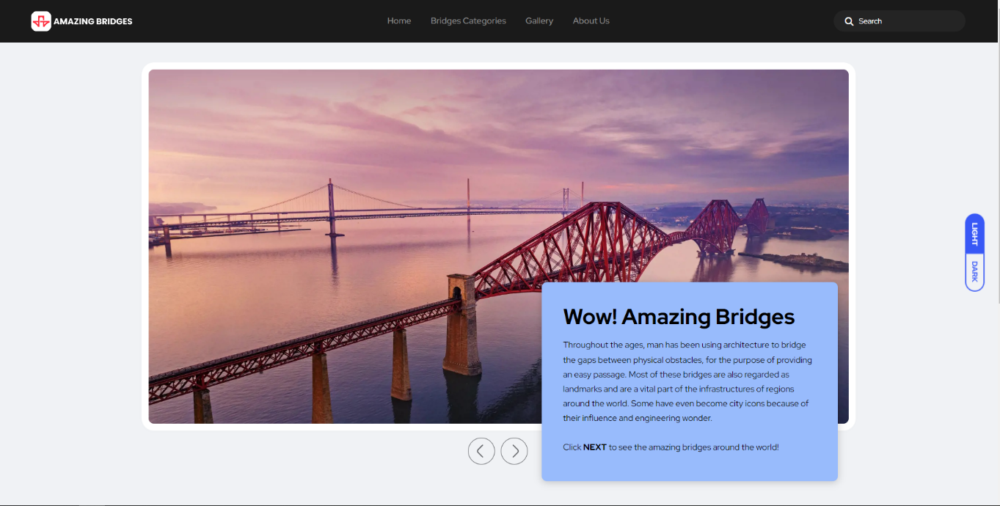 AMAZING BRIDGES
Home
Bridges Categories
Gallery
About Us
Search
LIGHT
DARK
Wow! Amazing Bridges
Throughout the ages, man has been using architecture to bridge
the gaps between physical obstacles, for the purpose of providing
an easy passage. Most of these bridges are also regarded as
landmarks and are a vital part of the infrastructures of regions
around the world. Some have even become city icons because of
their influence and engineering wonder.
Click NEXT to see the amazing bridges around the world!